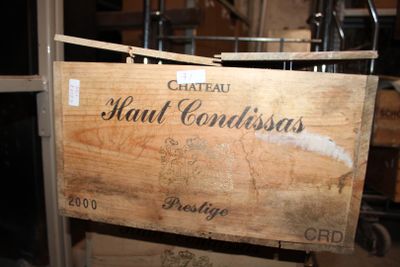 CHATEAU
Haut Condissas
Prestige
2000
CRD